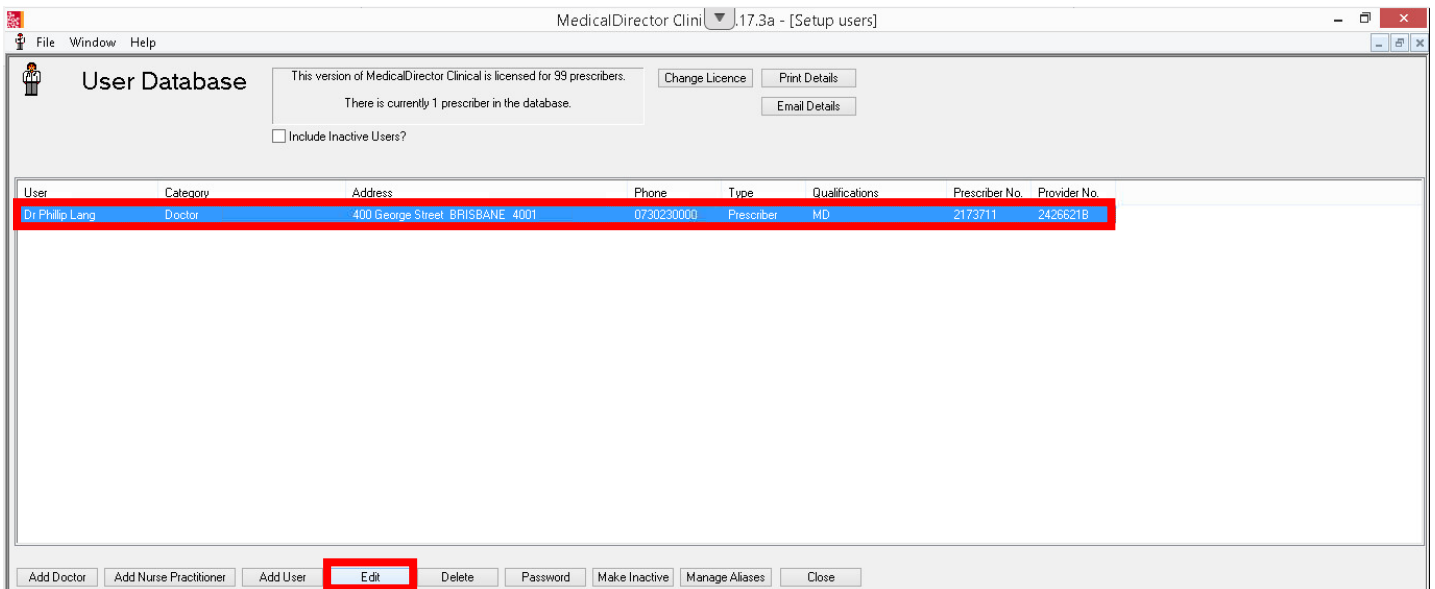 MedicalDirector Clini .17.3a - [Setup users]
File Window Help
User Database
This version of MedicalDirector Clinical is licensed for 99 prescribers.
There is currently 1 prescriber in the database.
Change Licence Print Details
Email Details
Include Inactive Users?
User Category Address Phone Type Qualifications Prescriber No. Provider No.
Dr Phillip Lang Doctor 400 George Street BRISBANE 4001 0730230000 Prescriber MD 2173711 2426621B
Add Doctor Add Nurse Practitioner Add User Edit Delete Password Make Inactive Manage Aliases Close